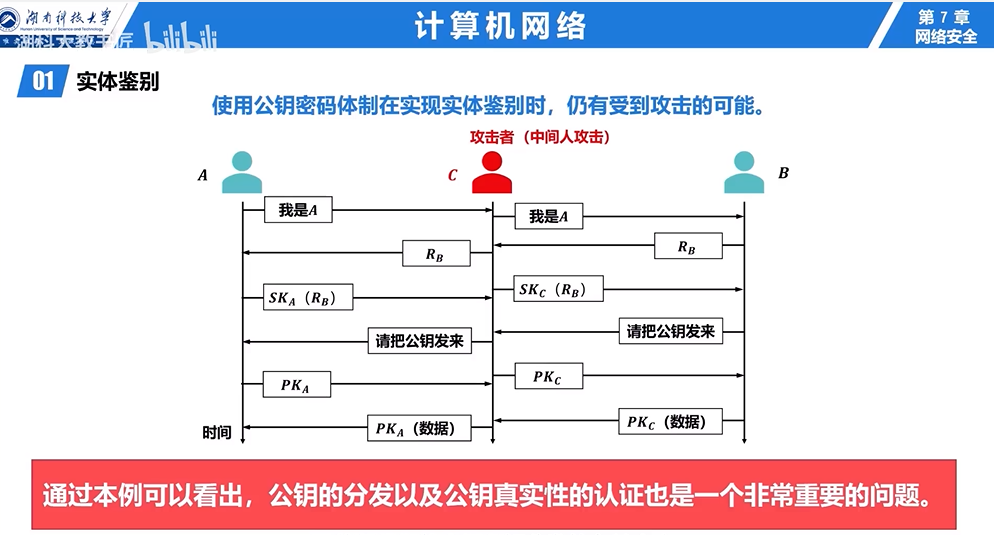 湖南科技大学
Hunan University of Science and Technology
湖科大教书匠 bilibili
计算机网络
第 7 章
网络安全
01 实体鉴别
使用公钥密码体制在实现实体鉴别时，仍有受到攻击的可能。
攻击者（中间人攻击）
A
C
B
我是A
我是A
R_B
R_B
SK_A（R_B）
SK_C（R_B）
请把公钥发来
请把公钥发来
PK_A
PK_C
PK_A（数据）
PK_C（数据）
时间
通过本例可以看出，公钥的分发以及公钥真实性的认证也是一个非常重要的问题。